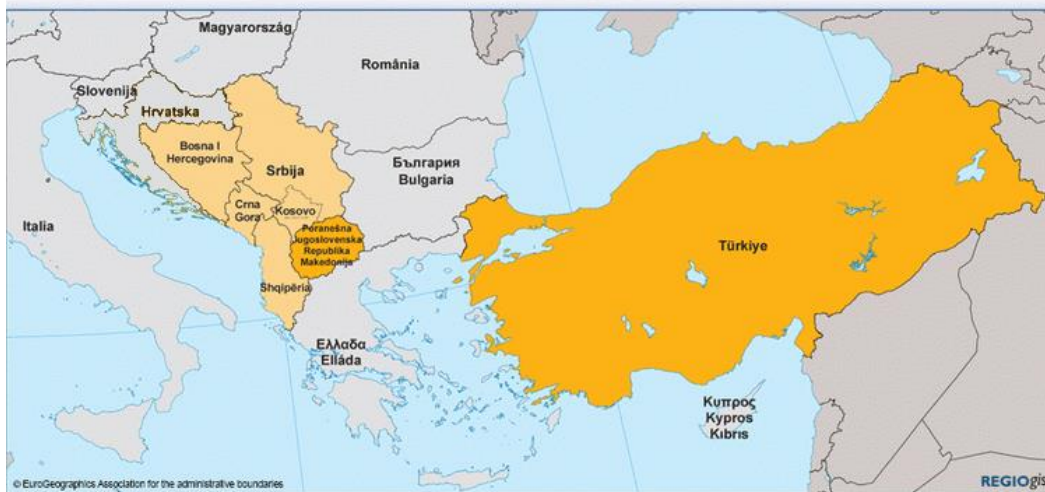 Magyarország
România
Slovenija
Hrvatska
Bosna I
Hercegovina
Srbija
България
Bulgaria
Crna
Gora
Kosovo
Italia
Poranešna
Jugoslovenska
Republika
Makedonija
Türkiye
Shqipëria
Ελλαδα
Elláda
Κυπρος
Kypros
Kıbrıs
© EuroGeographics Association for the administrative boundaries
REGIOgis